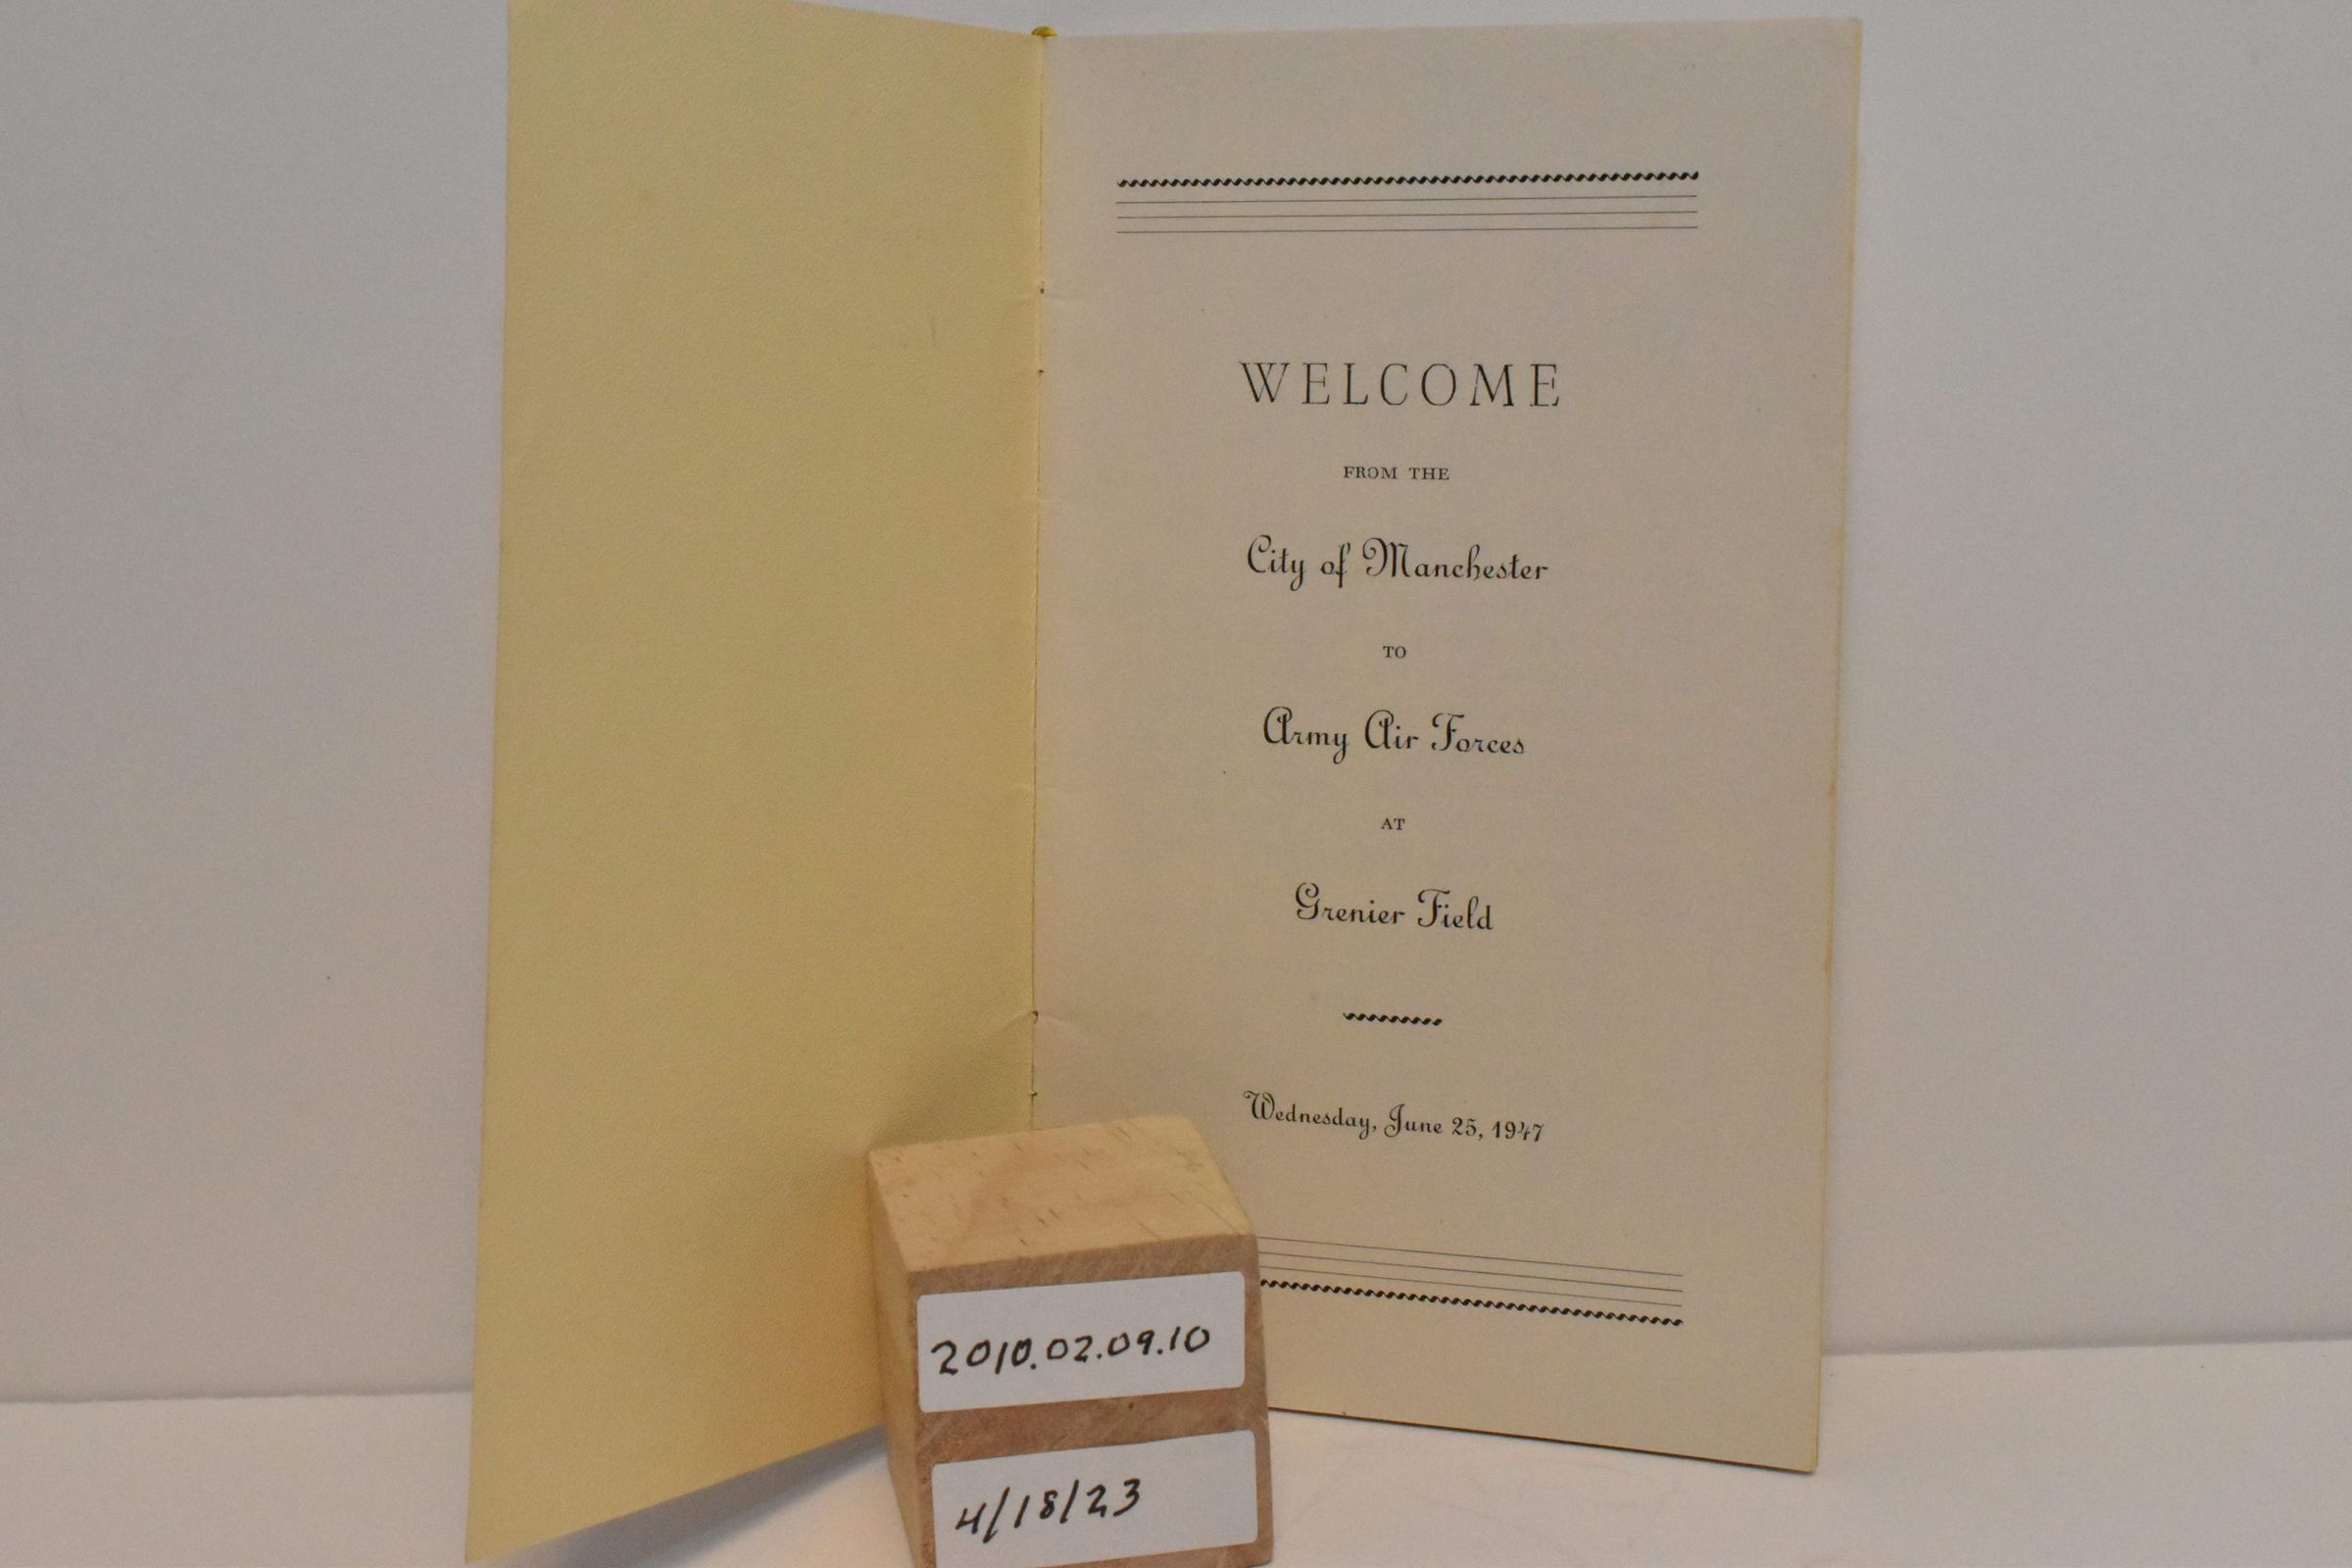 WELCOME
FROM THE
City of Manchester
TO
Army Air Forces
AT
Grenier Field
Wednesday, June 25, 1947
2010.02.09.10
4/18/23